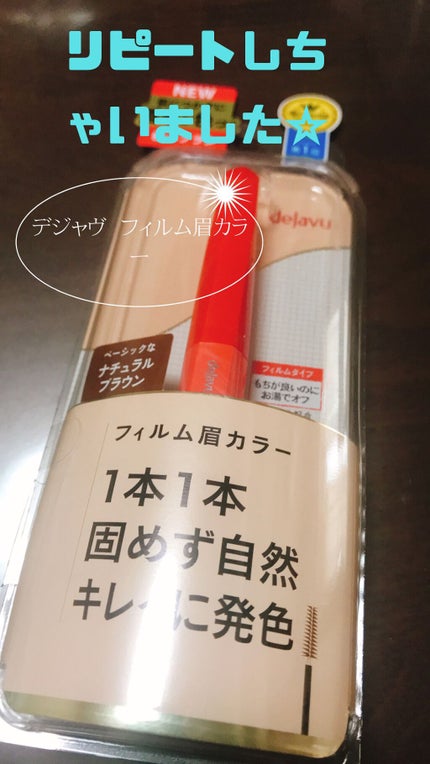 リピートしち
ゃいました☆
NEW
デジャヴ フィルム眉カラ
ー
dejavu
ベーシックな
ナチュラル
ブラウン
フィルムタイプ
もちが良いのに
お湯でオフ
フィルム眉カラー
1本1本
固めず自然
キレイに発色